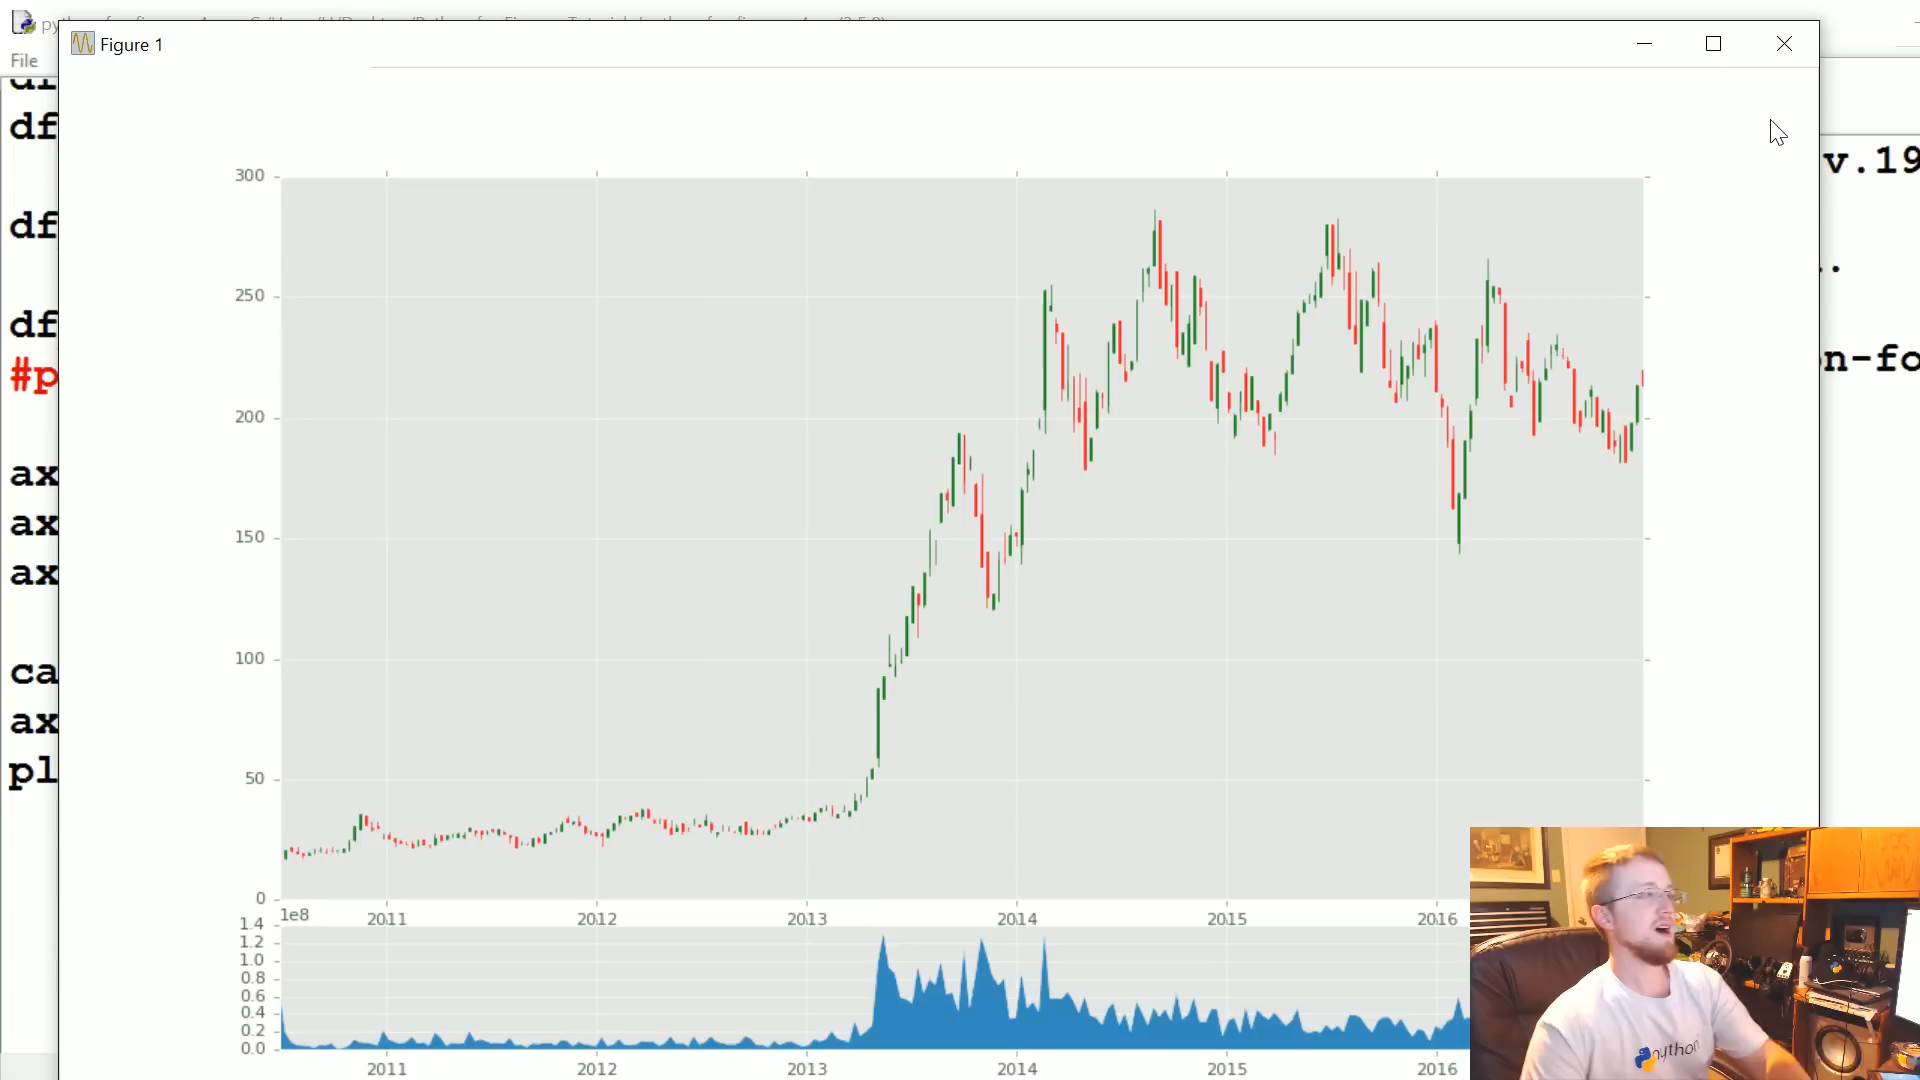 Figure 1
File
df
df
df
df
#p
ax
ax
ax
ca
ax
pl
v.19
.
on-fo
300
250
200
150
100
50
0
2011 2012 2013 2014 2015 2016
1e8
1.4
1.2
1.0
0.8
0.6
0.4
0.2
0.0
2011 2012 2013 2014 2015 2016
python